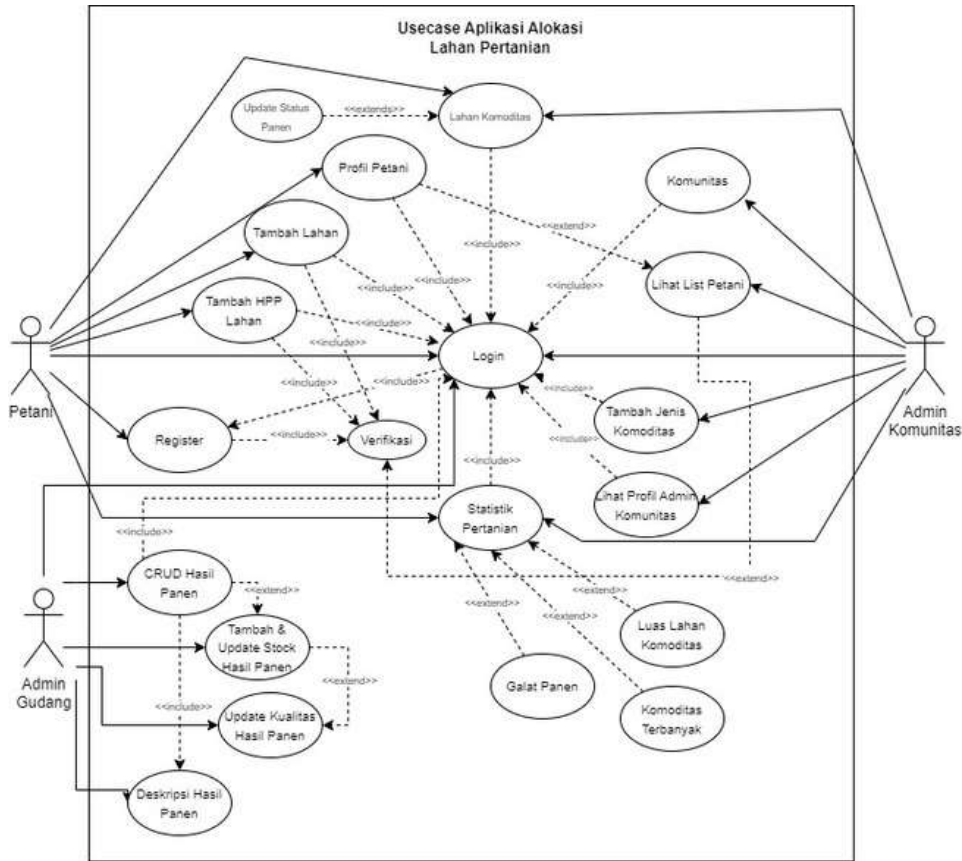 Usecase Aplikasi Alokasi
Lahan Pertanian
Update Status
Panen
<<extends>>
Lahan Komoditas
Profil Petani
Komunitas
<<extend>>
Tambah Lahan
<<include>>
Lihat List Petani
<<include>>
<<include>>
<<include>>
Tambah HPP
Lahan
<<include>>
<<include>>
Login
Petani
<<include>>
<<include>>
<<include>>
Tambah Jenis
Komoditas
Admin
Komunitas
Register
<<include>>
Verifikasi
<<include>>
<<include>>
Lihat Profil Admin
Komunitas
Statistik
Pertanian
<<include>>
CRUD Hasil
Panen
<<extend>>
<<extend>>
<<extend>>
<<extend>>
<<extend>>
Luas Lahan
Komoditas
Tambah &
Update Stock
Hasil Panen
Admin
Gudang
<<extend>>
Galat Panen
<<include>>
Update Kualitas
Hasil Panen
Komoditas
Terbanyak
Deskripsi Hasil
Panen